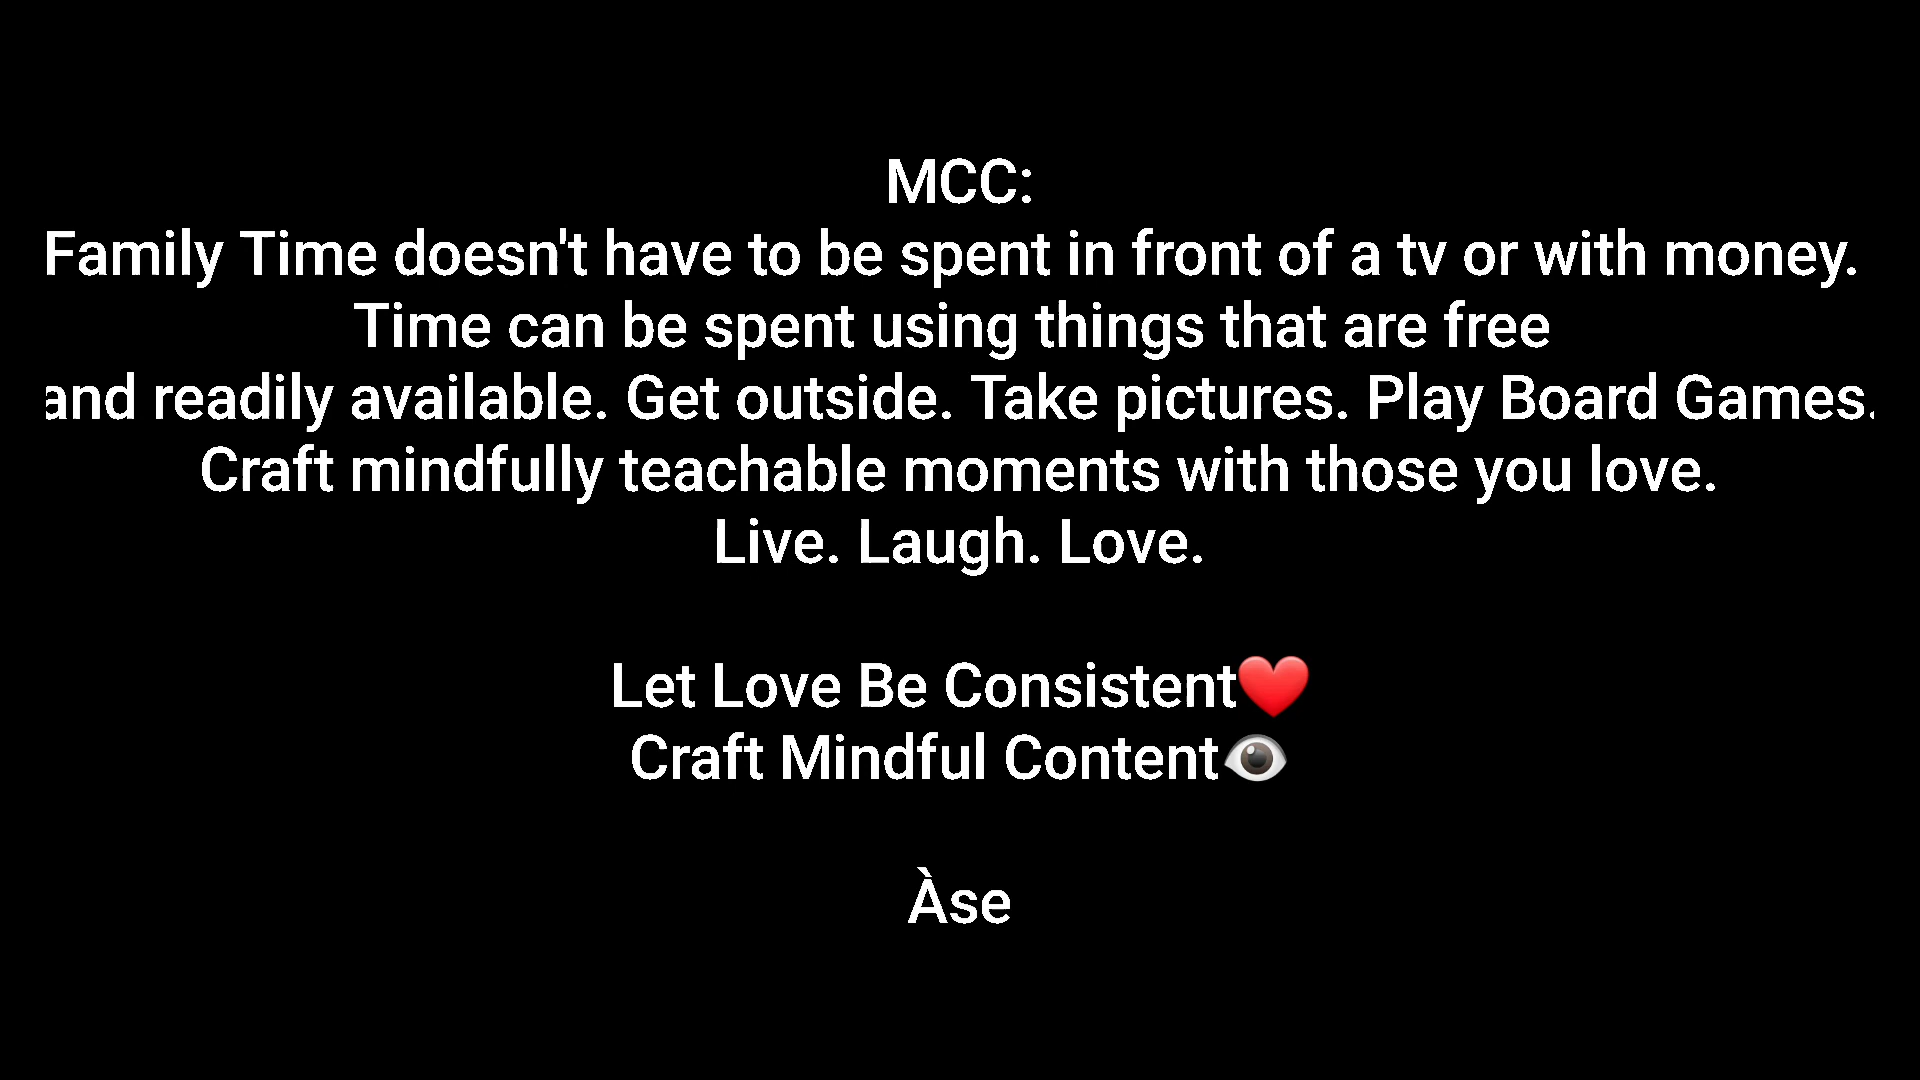 MCC:
Family Time doesn't have to be spent in front of a tv or with money.
Time can be spent using things that are free
and readily available. Get outside. Take pictures. Play Board Games.
Craft mindfully teachable moments with those you love.
Live. Laugh. Love.
Let Love Be Consistent❤️
Craft Mindful Content👁️
Àse